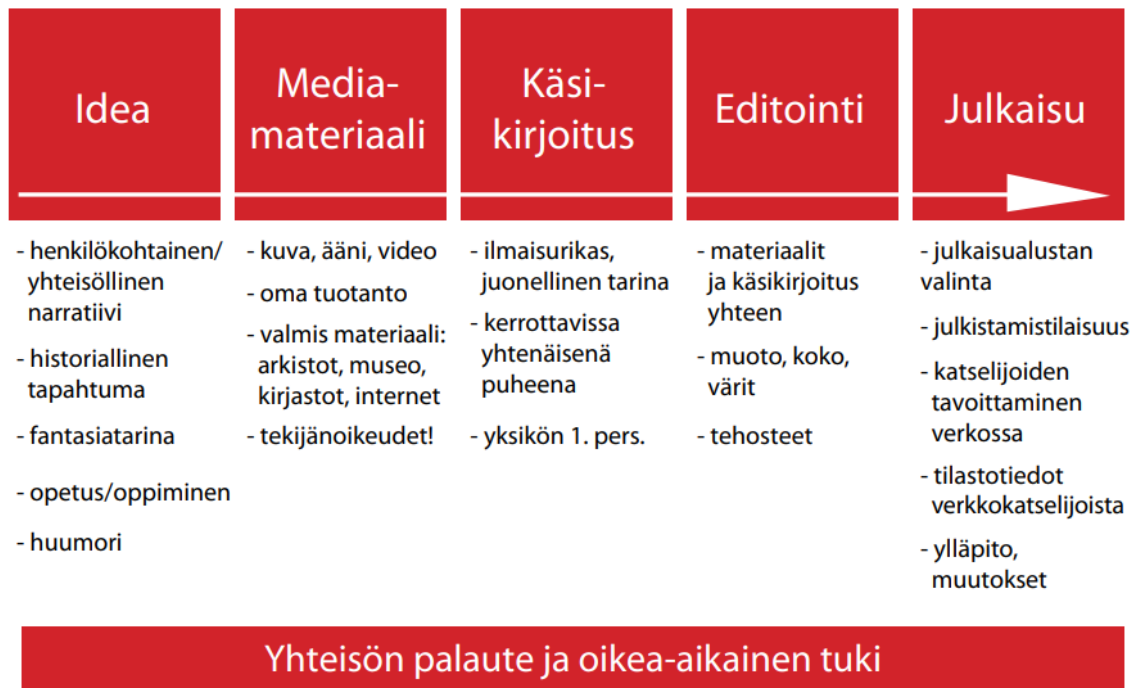 Idea
Media-
materiaali
Käsi-
kirjoitus
Editointi
Julkaisu
- henkilökohtainen/
yhteisöllinen
narratiivi
- historiallinen
tapahtuma
- fantasiatarina
- opetus/oppiminen
- huumori
- kuva, ääni, video
- oma tuotanto
- valmis materiaali:
arkistot, museo,
kirjastot, internet
- tekijänoikeudet!
- ilmaisurikas,
juonellinen tarina
- kerrottavissa
yhtenäisenä
puheena
- yksikön 1. pers.
- materiaalit
ja käsikirjoitus
yhteen
- muoto, koko,
värit
- tehosteet
- julkaisualustan
valinta
- julkistamistilaisuus
- katselijoiden
tavoittaminen
verkossa
- tilastotiedot
verkkokatselijoista
- ylläpito,
muutokset
Yhteisön palaute ja oikea-aikainen tuki